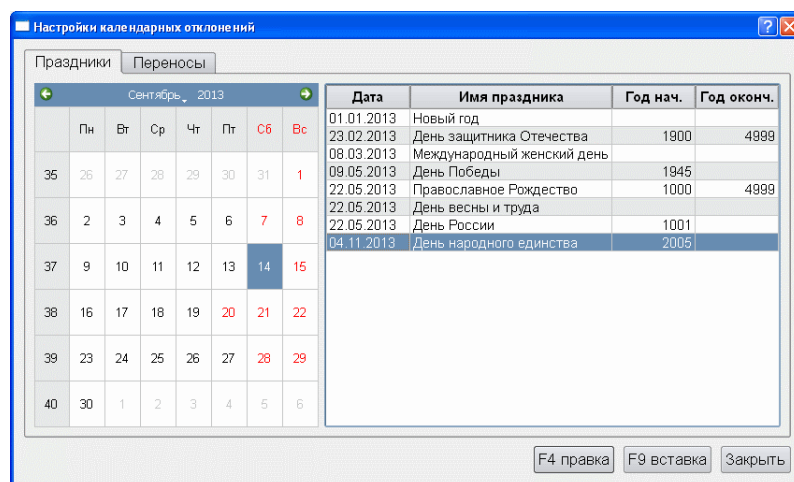 Настройки календарных отклонений
Праздники Переносы
Сентябрь 2013
Пн Вт Ср Чт Пт Сб Вс
35 26 27 28 29 30 31 1
36 2 3 4 5 6 7 8
37 9 10 11 12 13 14 15
38 16 17 18 19 20 21 22
39 23 24 25 26 27 28 29
40 30 1 2 3 4 5 6
Дата Имя праздника Год нач. Год оконч.
01.01.2013 Новый год
23.02.2013 День защитника Отечества 1900 4999
08.03.2013 Международный женский день
09.05.2013 День Победы 1945
22.05.2013 Православное Рождество 1000 4999
22.05.2013 День весны и труда
22.05.2013 День России 1001
04.11.2013 День народного единства 2005
F4 правка F9 вставка Закрыть